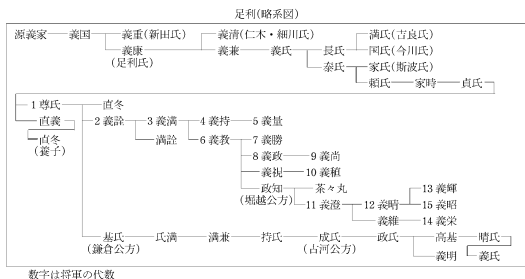 足利(略系図)
源義家 義国 義重(新田氏) 義清(仁木・細川氏) 満氏(吉良氏)
義康 義兼 義氏 長氏 国氏(今川氏)
(足利氏) 泰氏 家氏(斯波氏)
頼氏 家時 貞氏
1 尊氏 直冬
直義 2 義詮 3 義満 4 義持 5 義量
直冬 満詮 6 義教 7 義勝
(養子) 8 義政 9 義尚
義視 10 義稙
政知 茶々丸 13 義輝
(堀越公方) 11 義澄 12 義晴 15 義昭
義維 14 義栄
基氏 氏満 満兼 持氏 成氏 政氏 高基 晴氏
(鎌倉公方) (古河公方) 義明 義氏
数字は将軍の代数